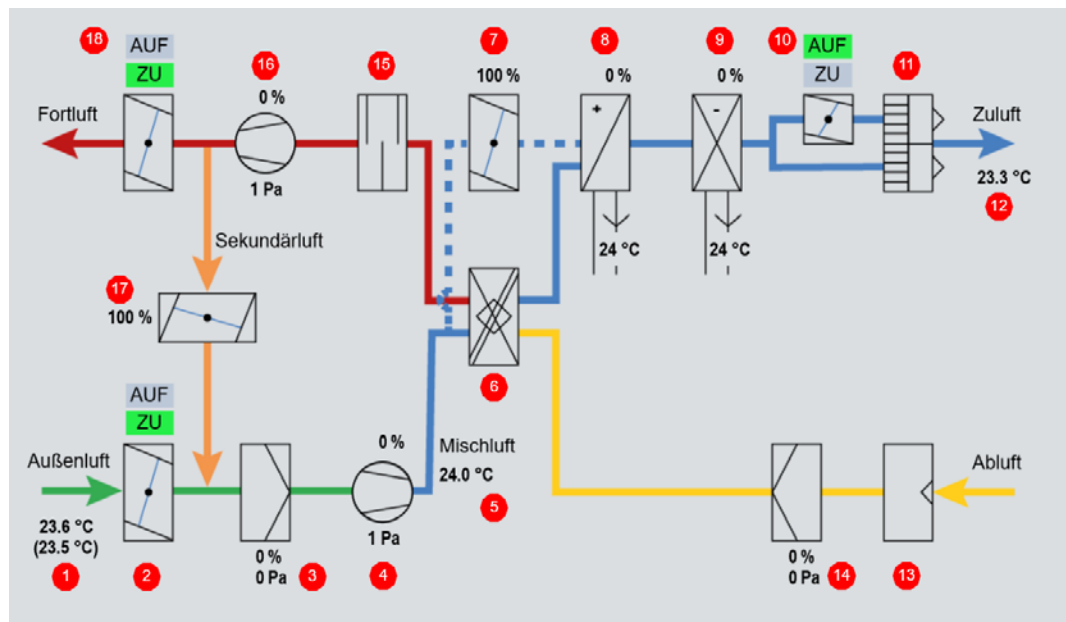 18
AUF
ZU
16
0 %
15
7
100 %
8
0 %
9
0 %
10
AUF
ZU
11
Fortluft
+
-
Zuluft
1 Pa
23.3 °C
12
Sekundärluft
24 °C
24 °C
17
100 %
6
AUF
ZU
0 %
Mischluft
24.0 °C
5
Außenluft
Abluft
23.6 °C
(23.5 °C)
1 Pa
1
2
0 %
0 Pa
3
4
0 %
0 Pa
14
13